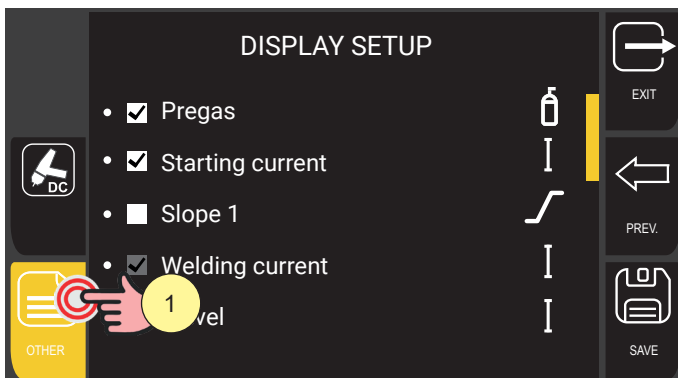 DISPLAY SETUP
Pregas
Starting current
Slope 1
Welding current
vel
DC
OTHER
1
EXIT
PREV.
SAVE